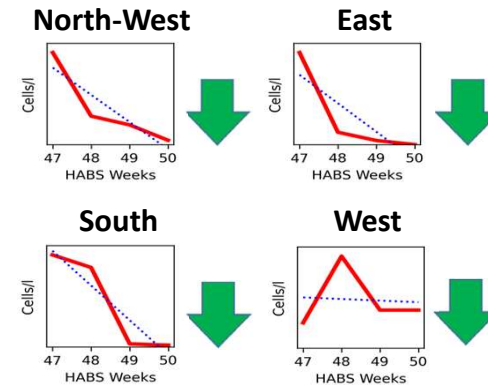 North-West
Cells/l
47 48 49 50
HABS Weeks
East
Cells/l
47 48 49 50
HABS Weeks
South
Cells/l
47 48 49 50
HABS Weeks
West
Cells/l
47 48 49 50
HABS Weeks